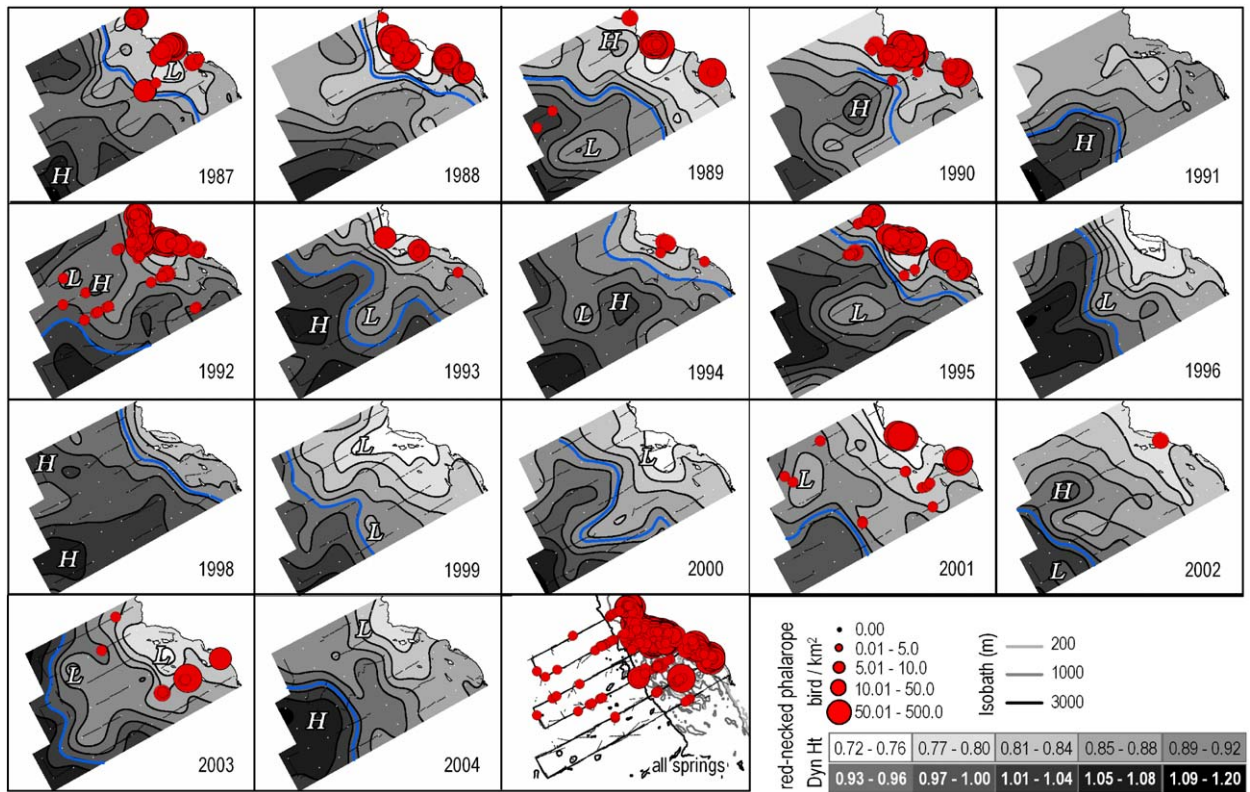 L
H
1987
1988
H
L
1989
H
1990
H
1991
L
H
1992
H
L
1993
L
H
1994
L
1995
L
1996
H
H
1998
L
L
1999
L
2000
L
2001
H
L
2002
L
L
2003
L
H
2004
all springs
red-necked phalarope
bird / km²
0.00
0.01 - 5.0
5.01 - 10.0
10.01 - 50.0
50.01 - 500.0
Isobath (m)
200
1000
3000
Dyn Ht
0.72 - 0.76 0.77 - 0.80 0.81 - 0.84 0.85 - 0.88 0.89 - 0.92
0.93 - 0.96 0.97 - 1.00 1.01 - 1.04 1.05 - 1.08 1.09 - 1.20